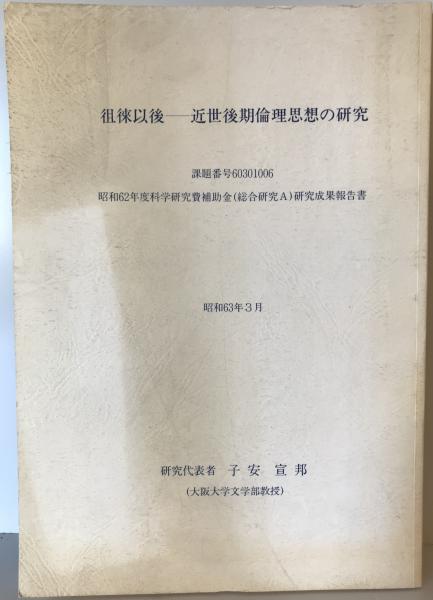 徂徠以後──近世後期倫理思想の研究
課題番号60301006
昭和62年度科学研究費補助金(総合研究A)研究成果報告書
昭和63年3月
研究代表者 子安宣邦
(大阪大学文学部教授)